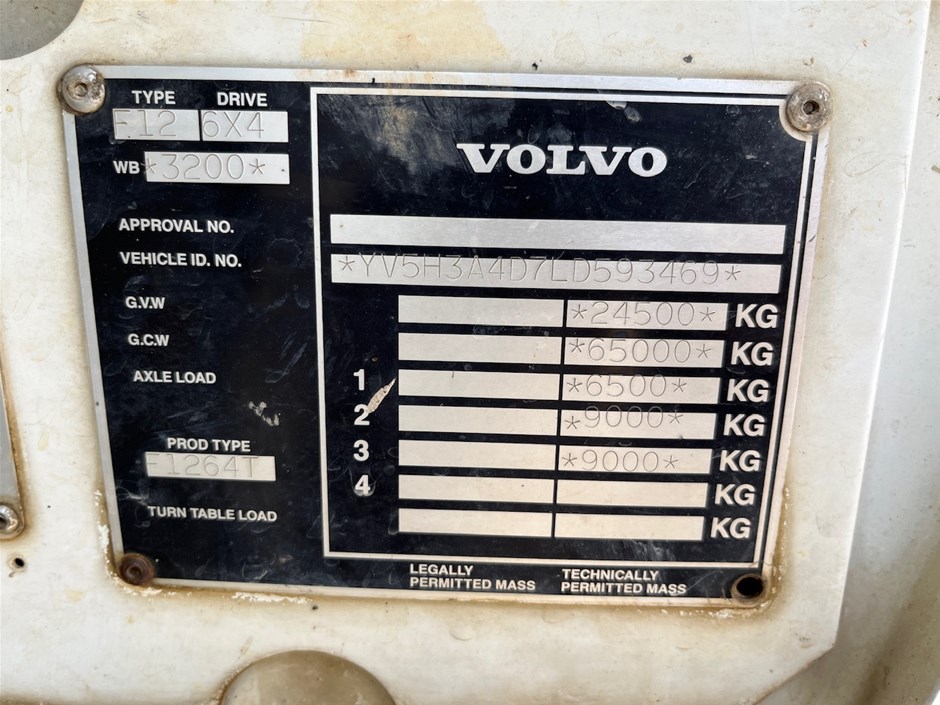 TYPE DRIVE
F12 6X4
WB *3200*
VOLVO
APPROVAL NO.
VEHICLE ID. NO. *YV5H3A4D7LD593469*
G.V.W *24500* KG
G.C.W *65000* KG
AXLE LOAD 1 *6500* KG
2 *9000* KG
PROD TYPE 3 *9000* KG
F1264T 4 KG
TURN TABLE LOAD KG
LEGALLY PERMITTED MASS
TECHNICALLY PERMITTED MASS